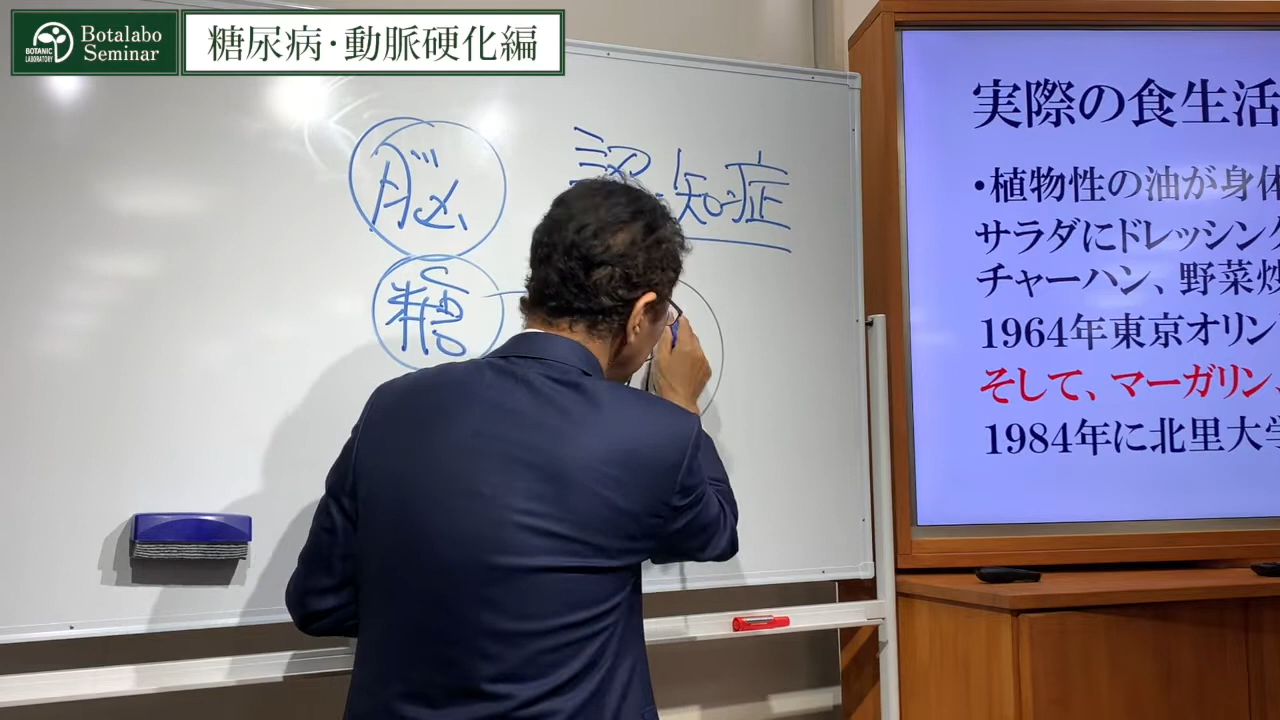 BOTANIC
LABORATORY
Botalabo
Seminar
糖尿病・動脈硬化編
脳
認知症
糖
実際の食生活
・植物性の油が身体
サラダにドレッシング
チャーハン、野菜炒
1964年東京オリン
そして、マーガリン、
1984年に北里大学